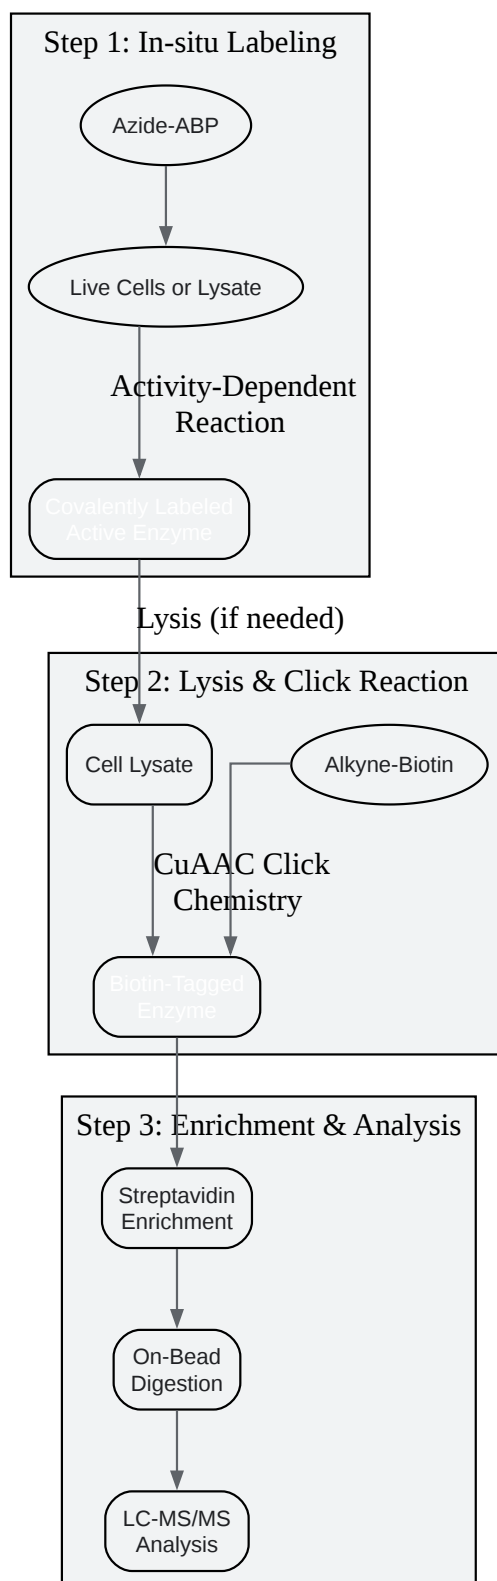 Step 1: In-situ Labeling
Azide-ABP
Live Cells or Lysate
Activity-Dependent
Reaction
Covalently Labeled
Active Enzyme
Lysis (if needed)
Step 2: Lysis & Click Reaction
Cell Lysate
Alkyne-Biotin
CuAAC Click
Chemistry
Biotin-Tagged
Enzyme
Step 3: Enrichment & Analysis
Streptavidin
Enrichment
On-Bead
Digestion
LC-MS/MS
Analysis